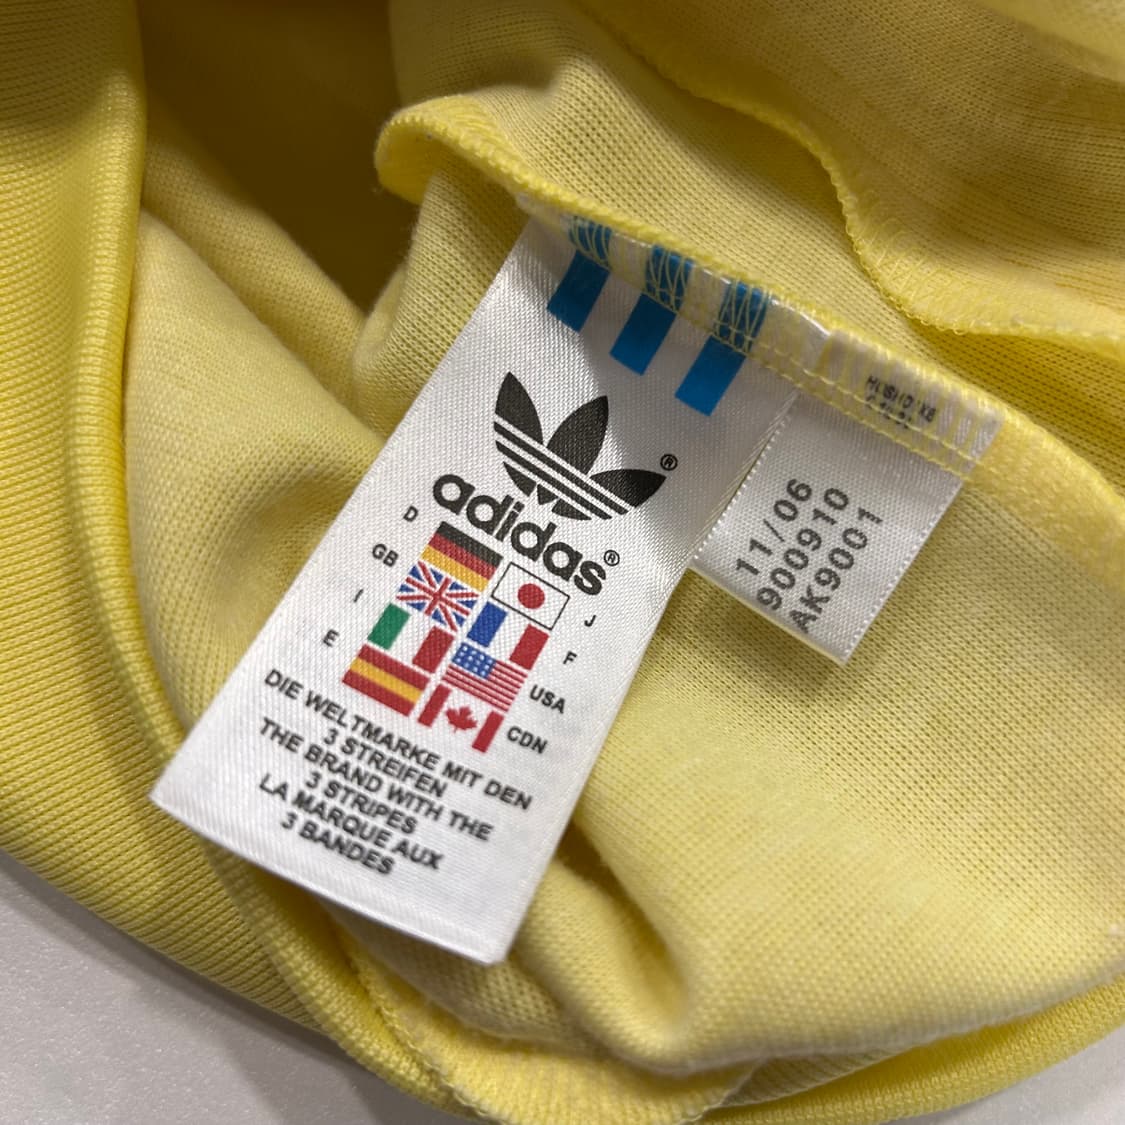 ®
adidas®
D
GB
J
I
F
E
USA
CDN
DIE WELTMARKE MIT DEN
3 STREIFEN
THE BRAND WITH THE
3 STRIPES
LA MARQUE AUX
3 BANDES
11/06
900910
AK9001